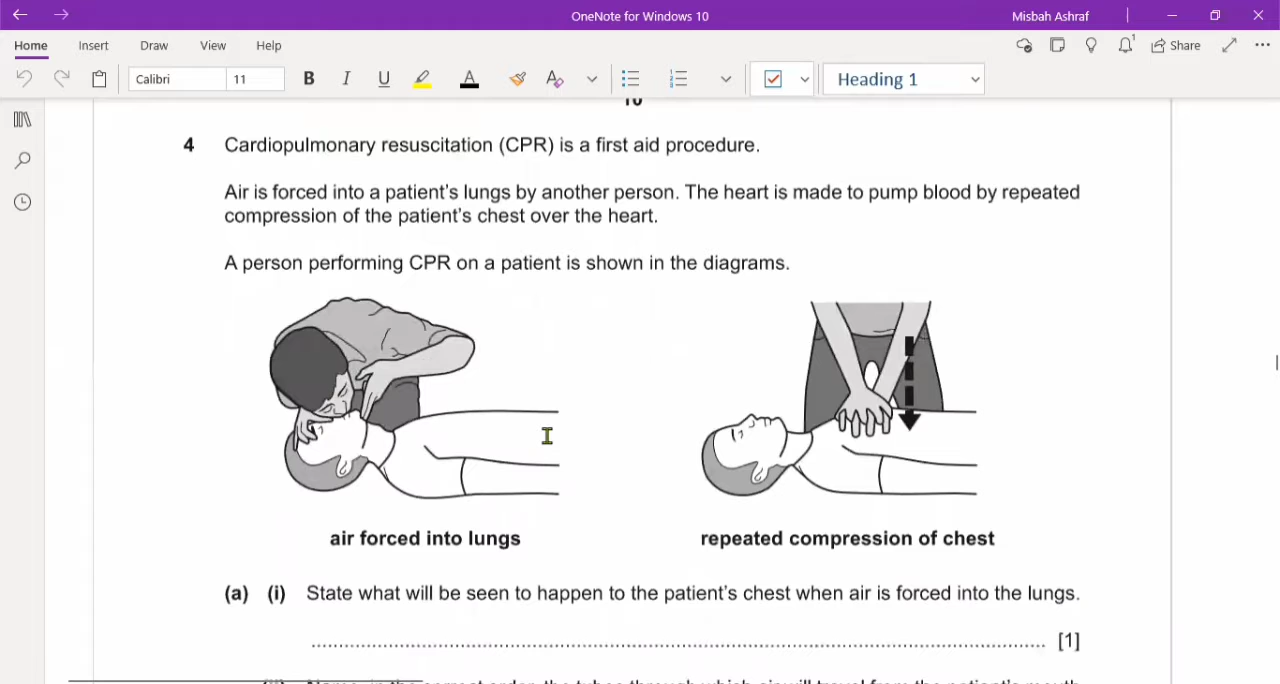 OneNote for Windows 10
Misbah Ashraf
Home Insert Draw View Help
1 Share
Calibri 11 B I U A A Heading 1
10
4 Cardiopulmonary resuscitation (CPR) is a first aid procedure.
Air is forced into a patient's lungs by another person. The heart is made to pump blood by repeated
compression of the patient's chest over the heart.
A person performing CPR on a patient is shown in the diagrams.
air forced into lungs
repeated compression of chest
(a) (i) State what will be seen to happen to the patient's chest when air is forced into the lungs.
[1]